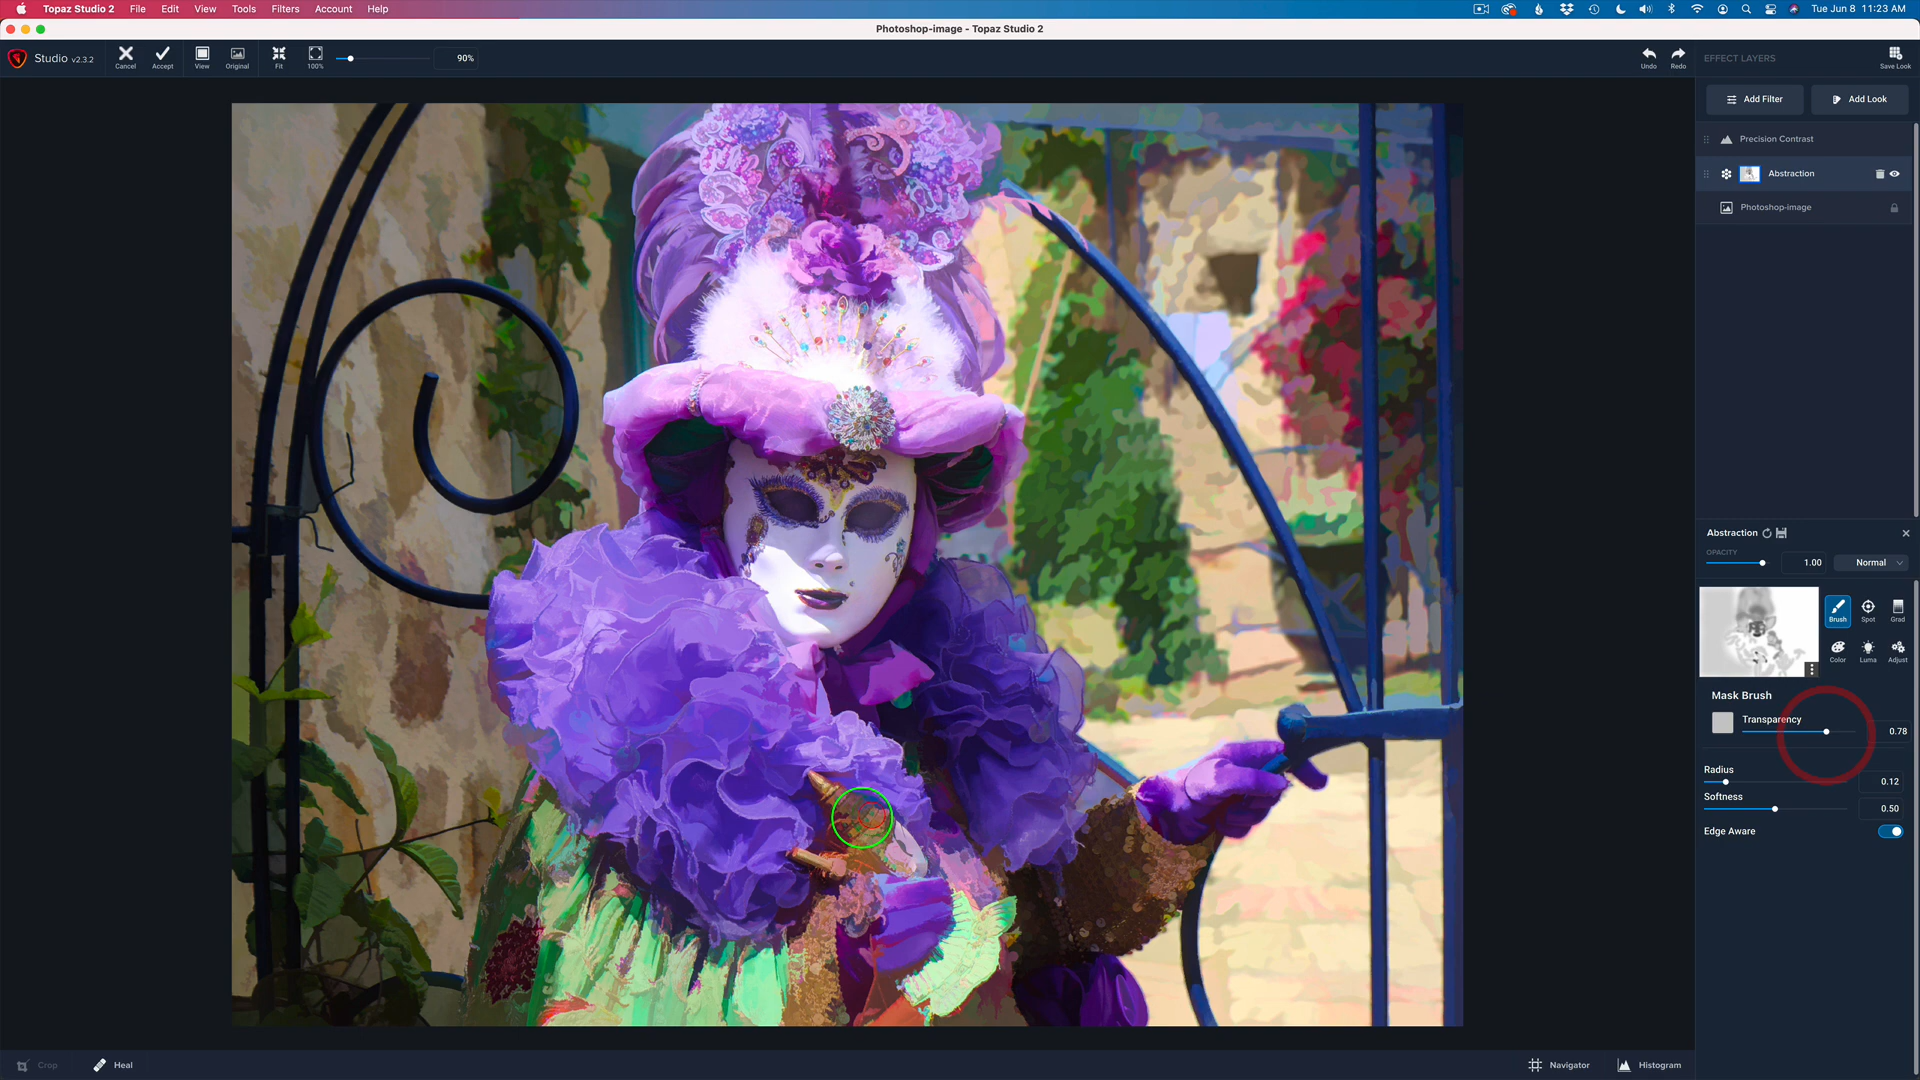 Topaz Studio 2 File Edit View Tools Filters Account Help
Tue Jun 8 11:23 AM
Photoshop-image - Topaz Studio 2
Studio v2.3.2
Cancel Accept View Original Fit 100% 90% Undo Redo
EFFECT LAYERS
Save Look
Add Filter Add Look
Precision Contrast
Abstraction
Photoshop-image
Abstraction
OPACITY
1.00 Normal
Brush Spot Grad
Color Luma Adjust
Mask Brush
Transparency
0.78
Radius
0.12
Softness
0.50
Edge Aware
Crop Heal Navigator Histogram